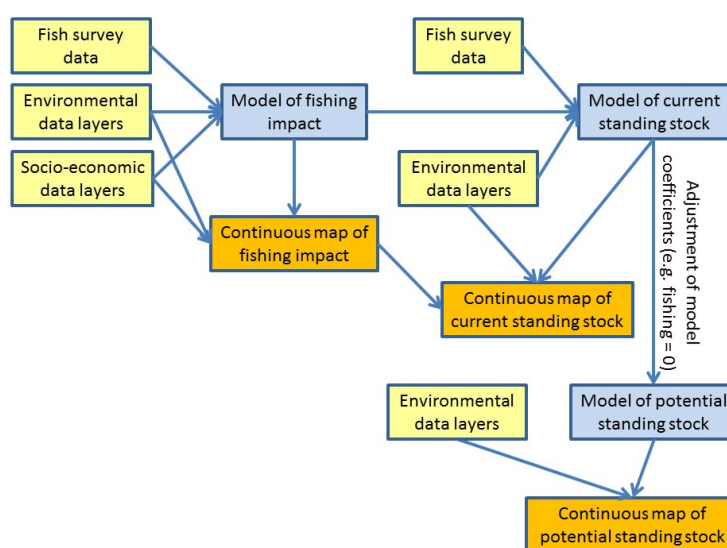 Fish survey
data
Fish survey
data
Environmental
data layers
Model of fishing
impact
Model of current
standing stock
Socio-economic
data layers
Environmental
data layers
Adjustment of model
coefficients (e.g. fishing = 0)
Continuous map of
fishing impact
Continuous map of
current standing stock
Environmental
data layers
Model of potential
standing stock
Continuous map of
potential standing stock